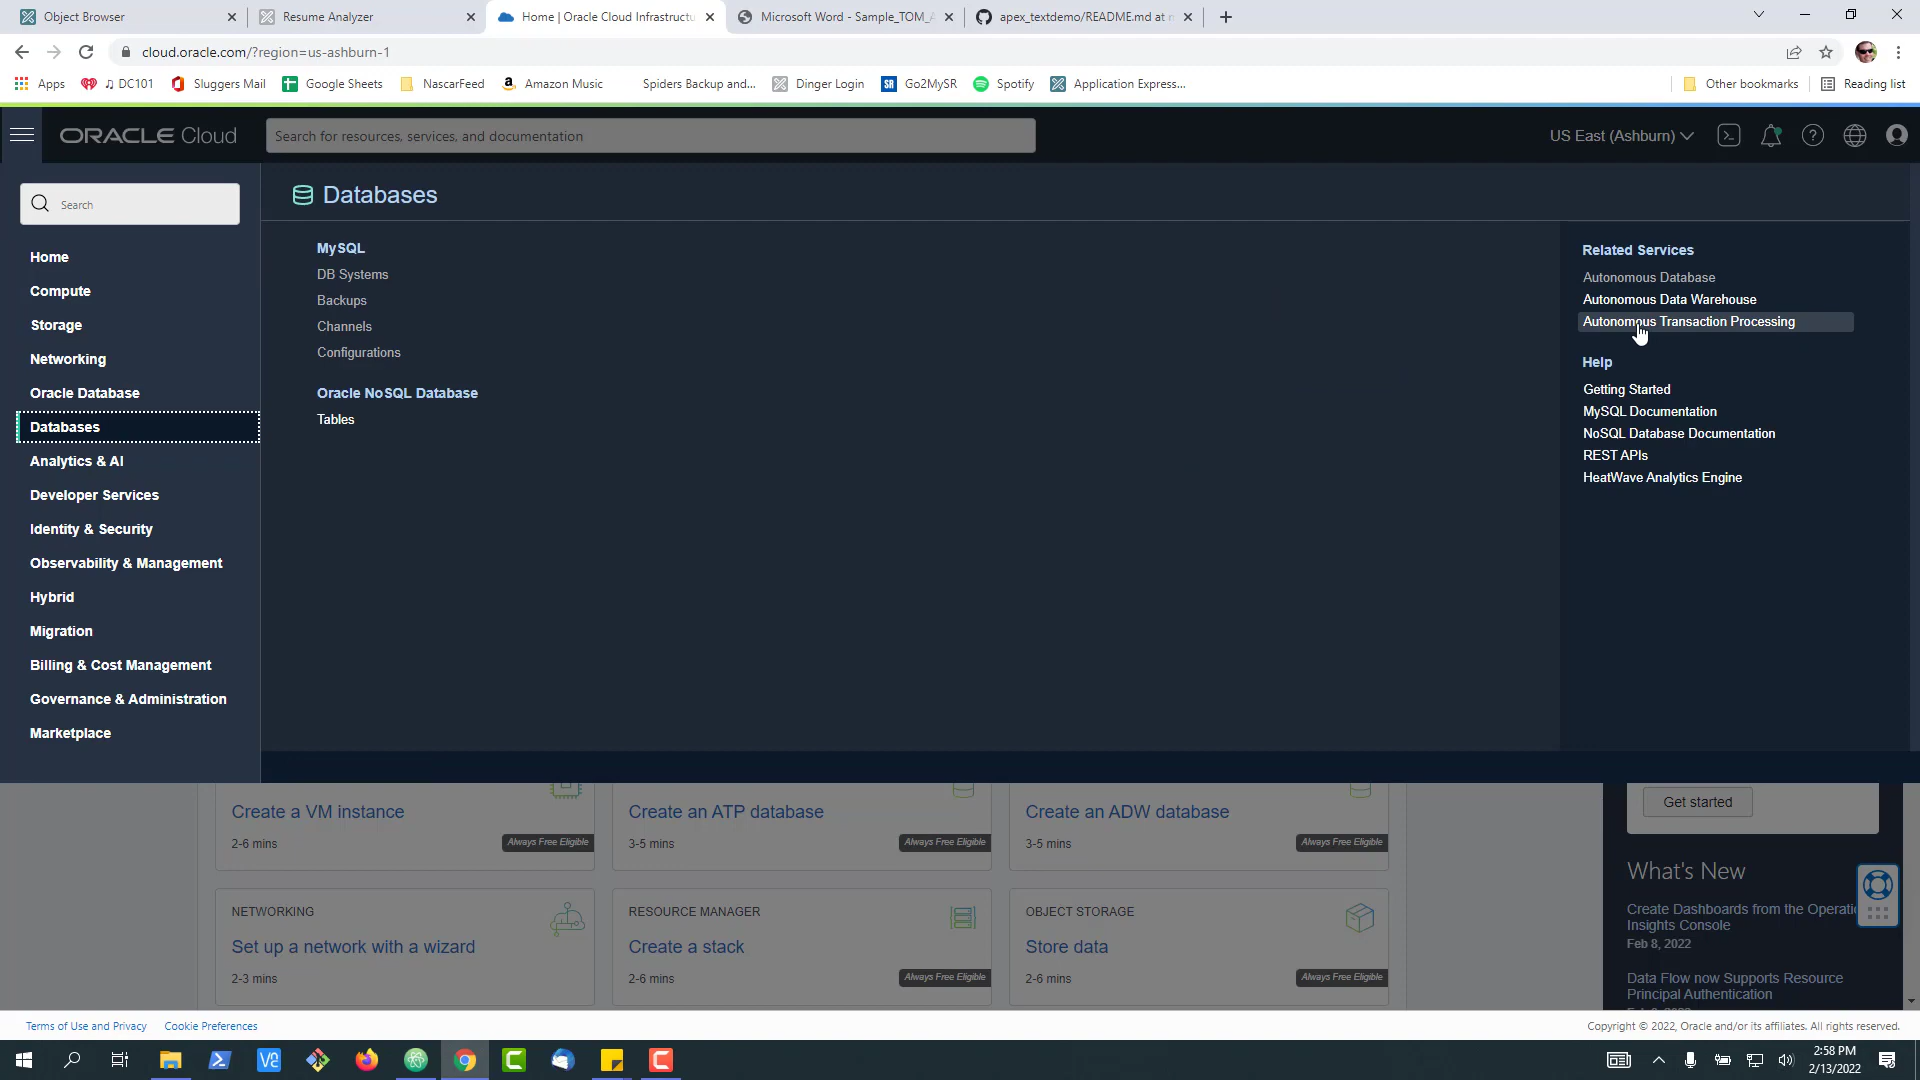 Object Browser
Resume Analyzer
Home | Oracle Cloud Infrastructu
Microsoft Word - Sample_TOM_A
apex_textdemo/README.md at m
cloud.oracle.com/?region=us-ashburn-1
Apps
♫ DC101
Sluggers Mail
Google Sheets
NascarFeed
Amazon Music
Spiders Backup and...
Dinger Login
SR
Go2MySR
Spotify
Application Express...
Other bookmarks
Reading list
ORACLE Cloud
Search for resources, services, and documentation
US East (Ashburn)
Search
Home
Compute
Storage
Networking
Oracle Database
Databases
Analytics & AI
Developer Services
Identity & Security
Observability & Management
Hybrid
Migration
Billing & Cost Management
Governance & Administration
Marketplace
Databases
MySQL
DB Systems
Backups
Channels
Configurations
Oracle NoSQL Database
Tables
Related Services
Autonomous Database
Autonomous Data Warehouse
Autonomous Transaction Processing
Help
Getting Started
MySQL Documentation
NoSQL Database Documentation
REST APIs
HeatWave Analytics Engine
Create a VM instance
2-6 mins
Always Free Eligible
Create an ATP database
3-5 mins
Always Free Eligible
Create an ADW database
3-5 mins
Always Free Eligible
NETWORKING
Set up a network with a wizard
2-3 mins
RESOURCE MANAGER
Create a stack
2-6 mins
Always Free Eligible
OBJECT STORAGE
Store data
2-6 mins
Always Free Eligible
Get started
What's New
Create Dashboards from the Operatio
Insights Console
Feb 8, 2022
Data Flow now Supports Resource
Principal Authentication
Terms of Use and Privacy
Cookie Preferences
Copyright © 2022, Oracle and/or its affiliates. All rights reserved.
2:58 PM
2/13/2022